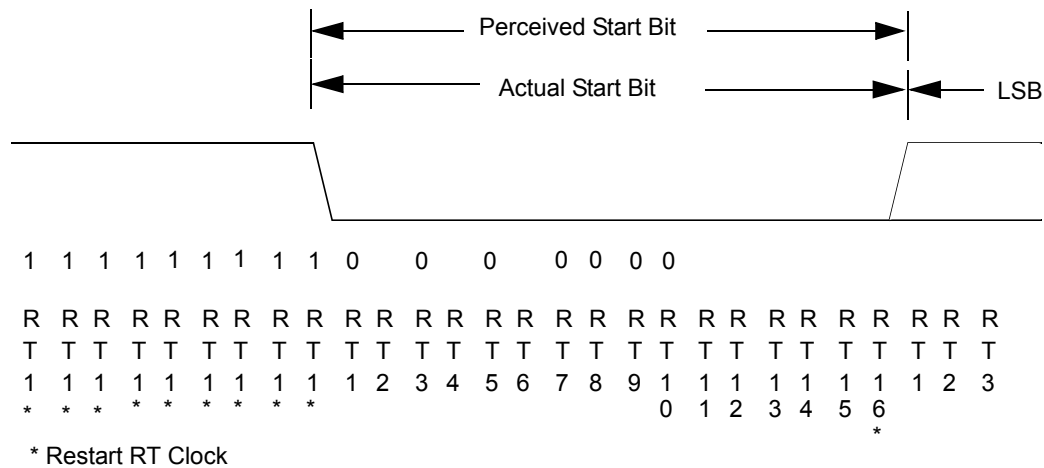 Perceived Start Bit
Actual Start Bit
LSB
1 1 1 1 1 1 1 1 1 0 0 0 0 0 0 0
R R R R R R R R R R R R R R R R R R R R R R R R R R R R
T T T T T T T T T T T T T T T T T T T T T T T T T T T T
1 1 1 1 1 1 1 1 1 1 2 3 4 5 6 7 8 9 1 1 1 1 1 1 1 1 2 3
* * * * * * * * * 0 1 2 3 4 5 6
*
* Restart RT Clock